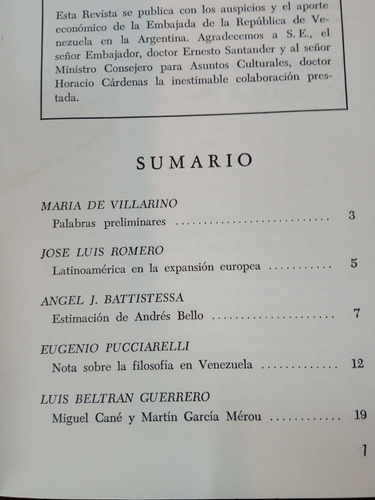 Esta Revista se publica con los auspicios y el aporte
económico de la Embajada de la República de Ve-
nezuela en la Argentina. Agradecemos a S. E., el
señor Embajador, doctor Ernesto Santander y al señor
Ministro Consejero para Asuntos Culturales, doctor
Horacio Cárdenas la inestimable colaboración pres-
tada.
SUMARIO
MARIA DE VILLARINO
Palabras preliminares ........................ 3
JOSE LUIS ROMERO
Latinoamérica en la expansión europea ............ 5
ANGEL J. BATTISTESSA
Estimación de Andrés Bello .................. 7
EUGENIO PUCCIARELLI
Nota sobre la filosofía en Venezuela ............ 12
LUIS BELTRAN GUERRERO
Miguel Cané y Martín García Mérou ............ 19
1